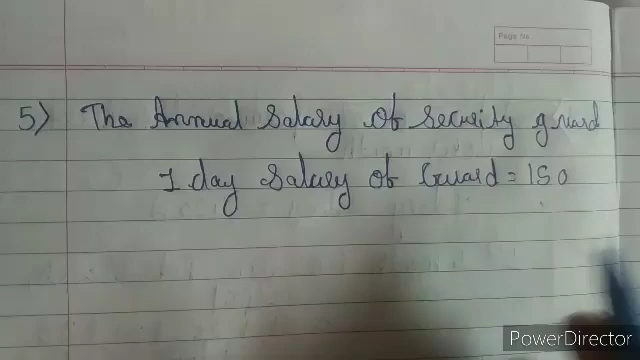 Page No.
5) The Annual Salary of Security guard
1 day Salary of Guard = 150
PowerDirector